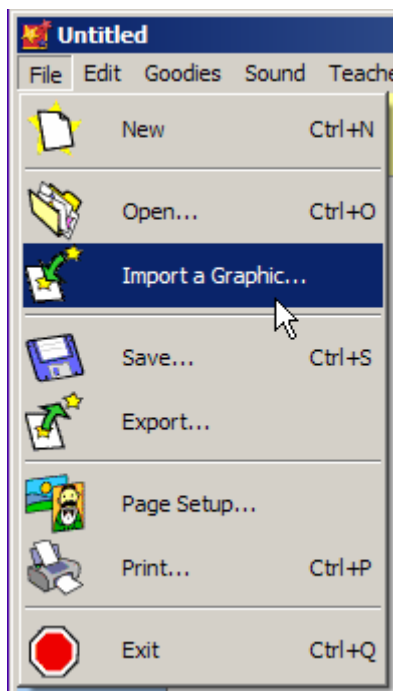 Untitled
File Edit Goodies Sound Teache
New Ctrl+N
Open... Ctrl+O
Import a Graphic...
Save... Ctrl+S
Export...
Page Setup...
Print... Ctrl+P
Exit Ctrl+Q